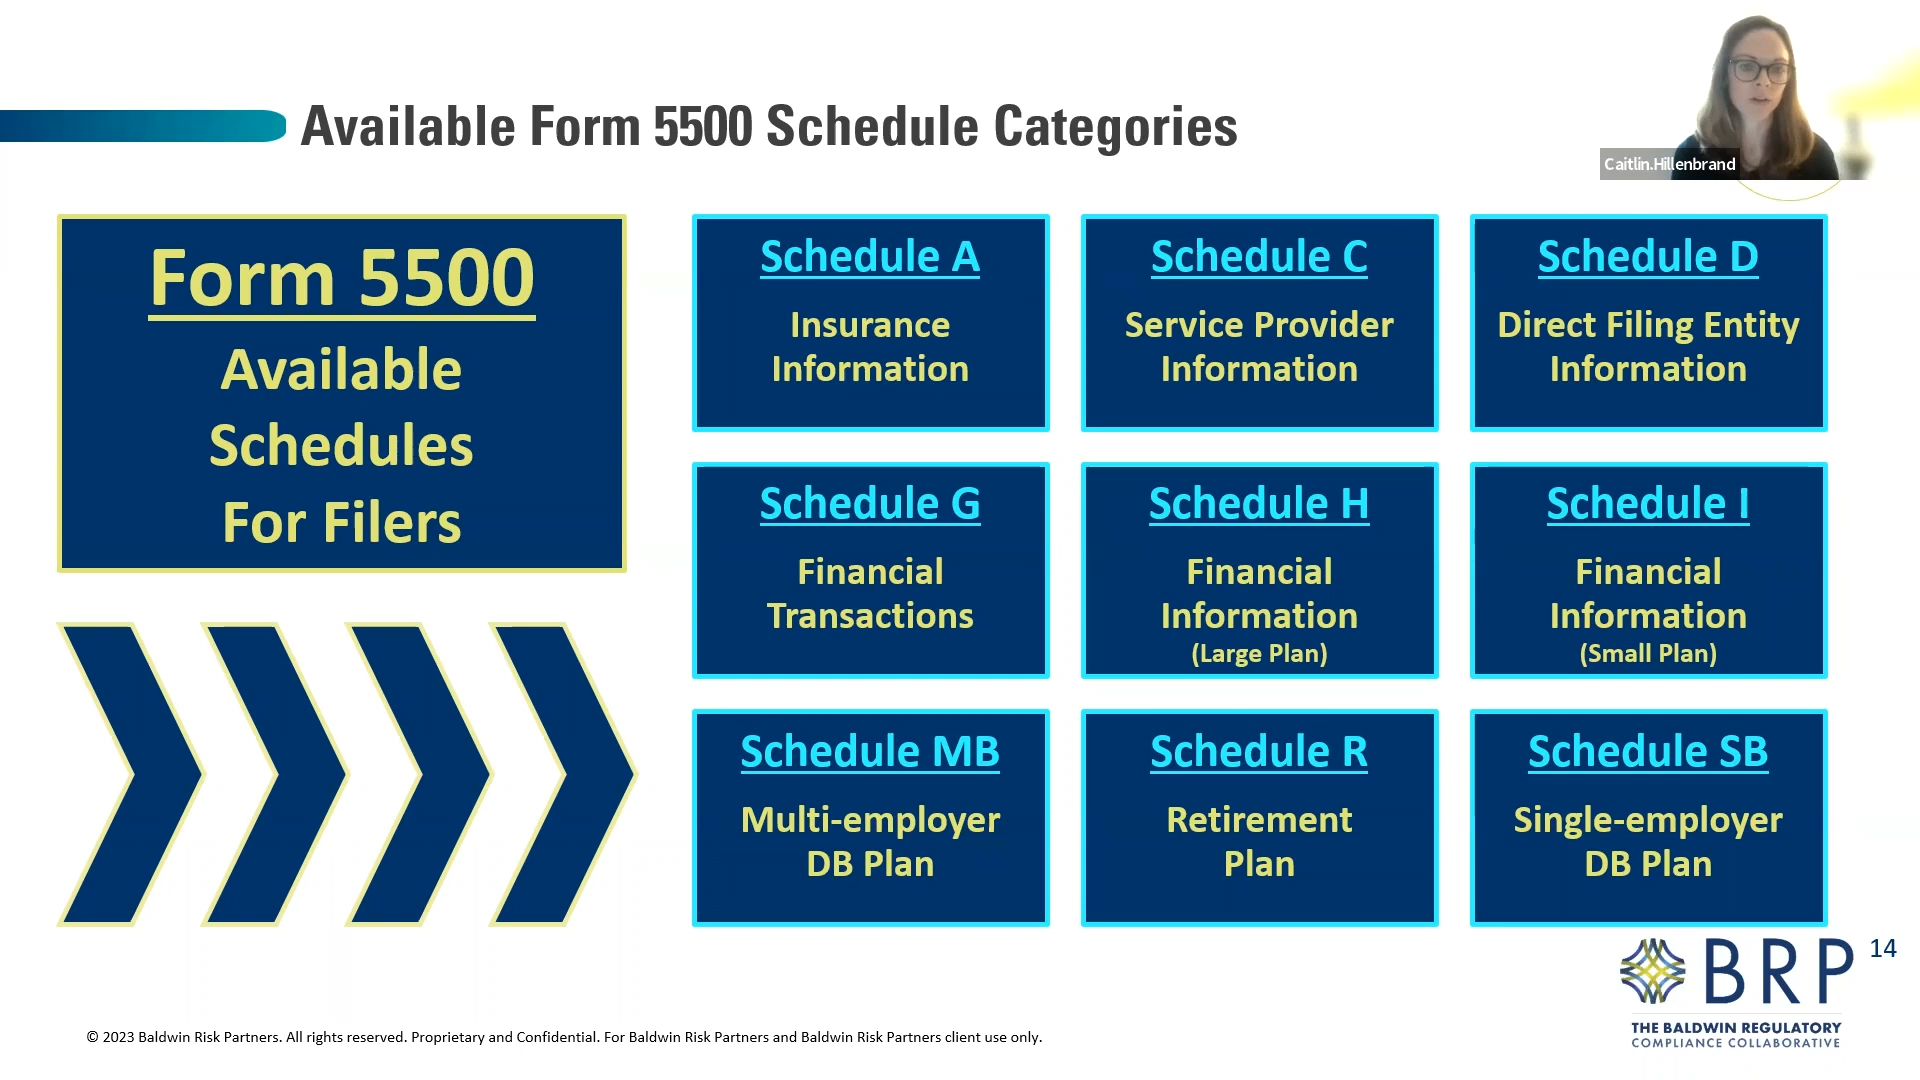 Available Form 5500 Schedule Categories
Caitlin.Hillenbrand
Form 5500
Available
Schedules
For Filers
Schedule A
Insurance
Information
Schedule C
Service Provider
Information
Schedule D
Direct Filing Entity
Information
Schedule G
Financial
Transactions
Schedule H
Financial
Information
(Large Plan)
Schedule I
Financial
Information
(Small Plan)
Schedule MB
Multi-employer
DB Plan
Schedule R
Retirement
Plan
Schedule SB
Single-employer
DB Plan
BRP
14
THE BALDWIN REGULATORY
COMPLIANCE COLLABORATIVE
© 2023 Baldwin Risk Partners. All rights reserved. Proprietary and Confidential. For Baldwin Risk Partners and Baldwin Risk Partners client use only.